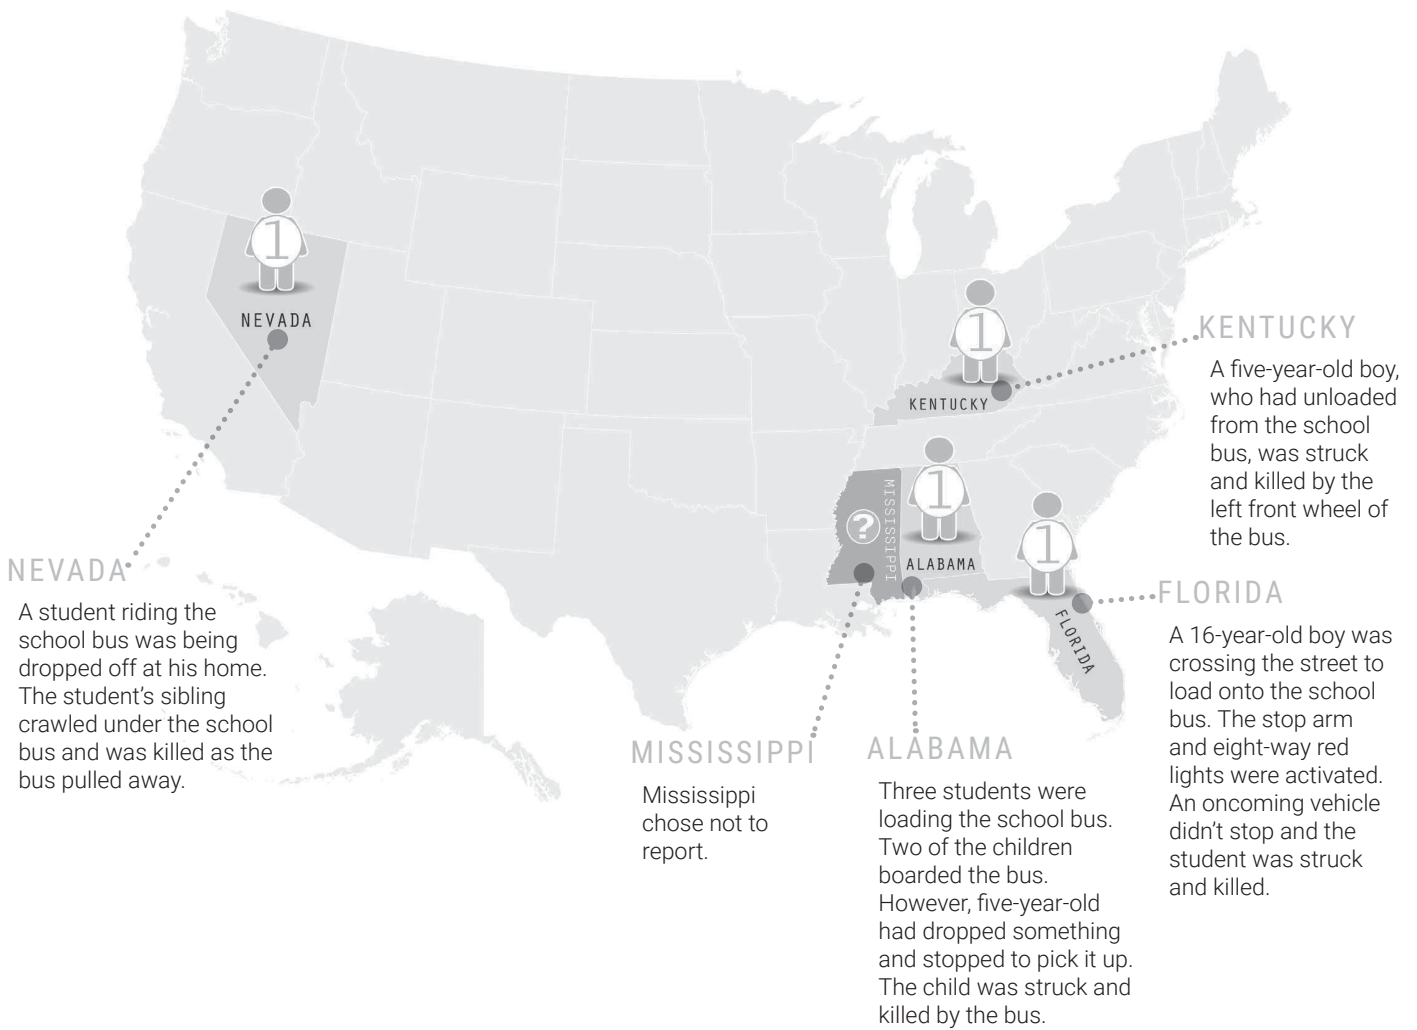 1
NEVADA
1
KENTUCKY
1
ALABAMA
MISSISSIPPI
?
1
FLORIDA
KENTUCKY
A five-year-old boy,
who had unloaded
from the school
bus, was struck
and killed by the
left front wheel of
the bus.
NEVADA
A student riding the
school bus was being
dropped off at his home.
The student’s sibling
crawled under the school
bus and was killed as the
bus pulled away.
MISSISSIPPI
Mississippi
chose not to
report.
ALABAMA
Three students were
loading the school bus.
Two of the children
boarded the bus.
However, five-year-old
had dropped something
and stopped to pick it up.
The child was struck and
killed by the bus.
FLORIDA
A 16-year-old boy was
crossing the street to
load onto the school
bus. The stop arm
and eight-way red
lights were activated.
An oncoming vehicle
didn’t stop and the
student was struck
and killed.